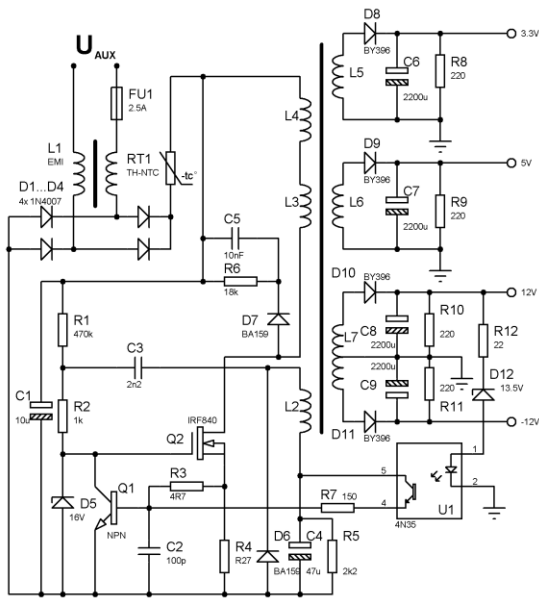 U AUX
FU1
2.5A
L1
EMI
RT1
TH-NTC
-tc°
D1...D4
4x 1N4007
C5
10nF
R6
18k
D7
BA159
R1
470k
C3
2n2
C1
10u
R2
1k
Q2
IRF840
D5
16V
Q1
NPN
R3
4R7
C2
100p
R4
R27
D6
BA159
C4
47u
R5
2k2
R7 150
L4
L3
L2
D8
BY396
L5
C6
2200u
R8
220
3.3V
D9
BY396
L6
C7
2200u
R9
220
5V
D10
BY396
L7
C8
2200u
2200u
C9
R10
220
220
R11
R12
22
D12
13.5V
12V
D11
BY396
-12V
5
4
1
2
4N35
U1